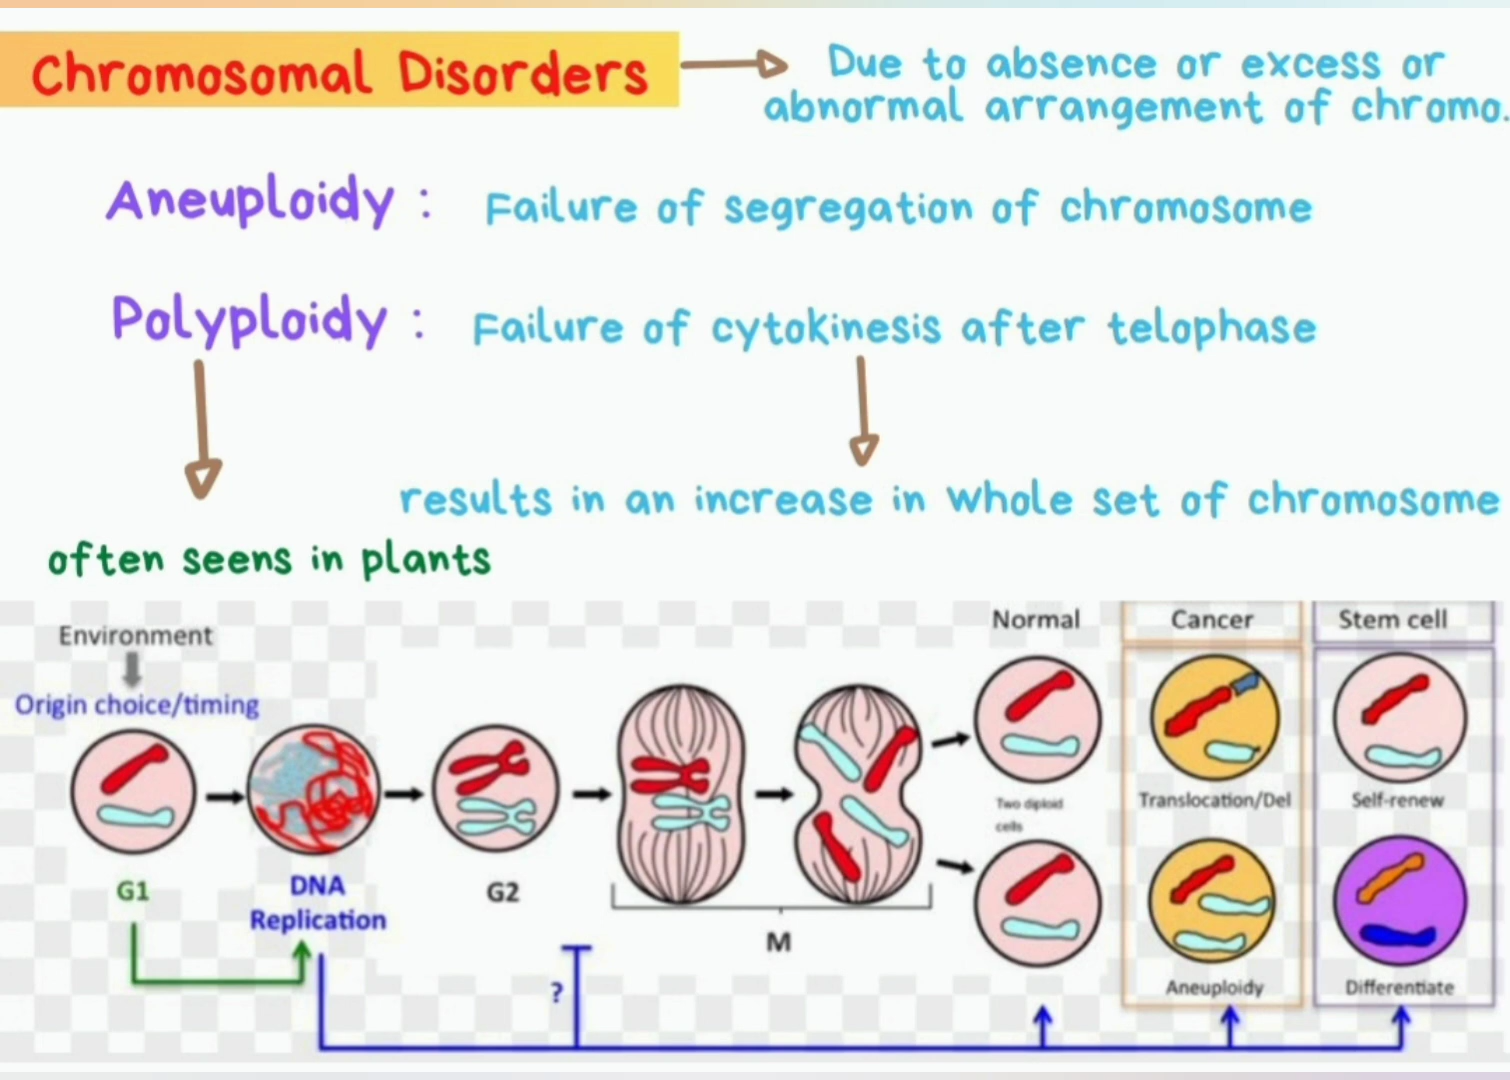 Chromosomal Disorders
Due to absence or excess or
abnormal arrangement of chromo.
Aneuploidy : Failure of segregation of chromosome
Polyploidy : Failure of cytokinesis after telophase
results in an increase in whole set of chromosome
often seens in plants
Environment
Origin choice/timing
Normal
Cancer
Stem cell
Two diploid
cells
Translocation/Del
Self-renew
G1
DNA
Replication
G2
M
?
Aneuploidy
Differentiate